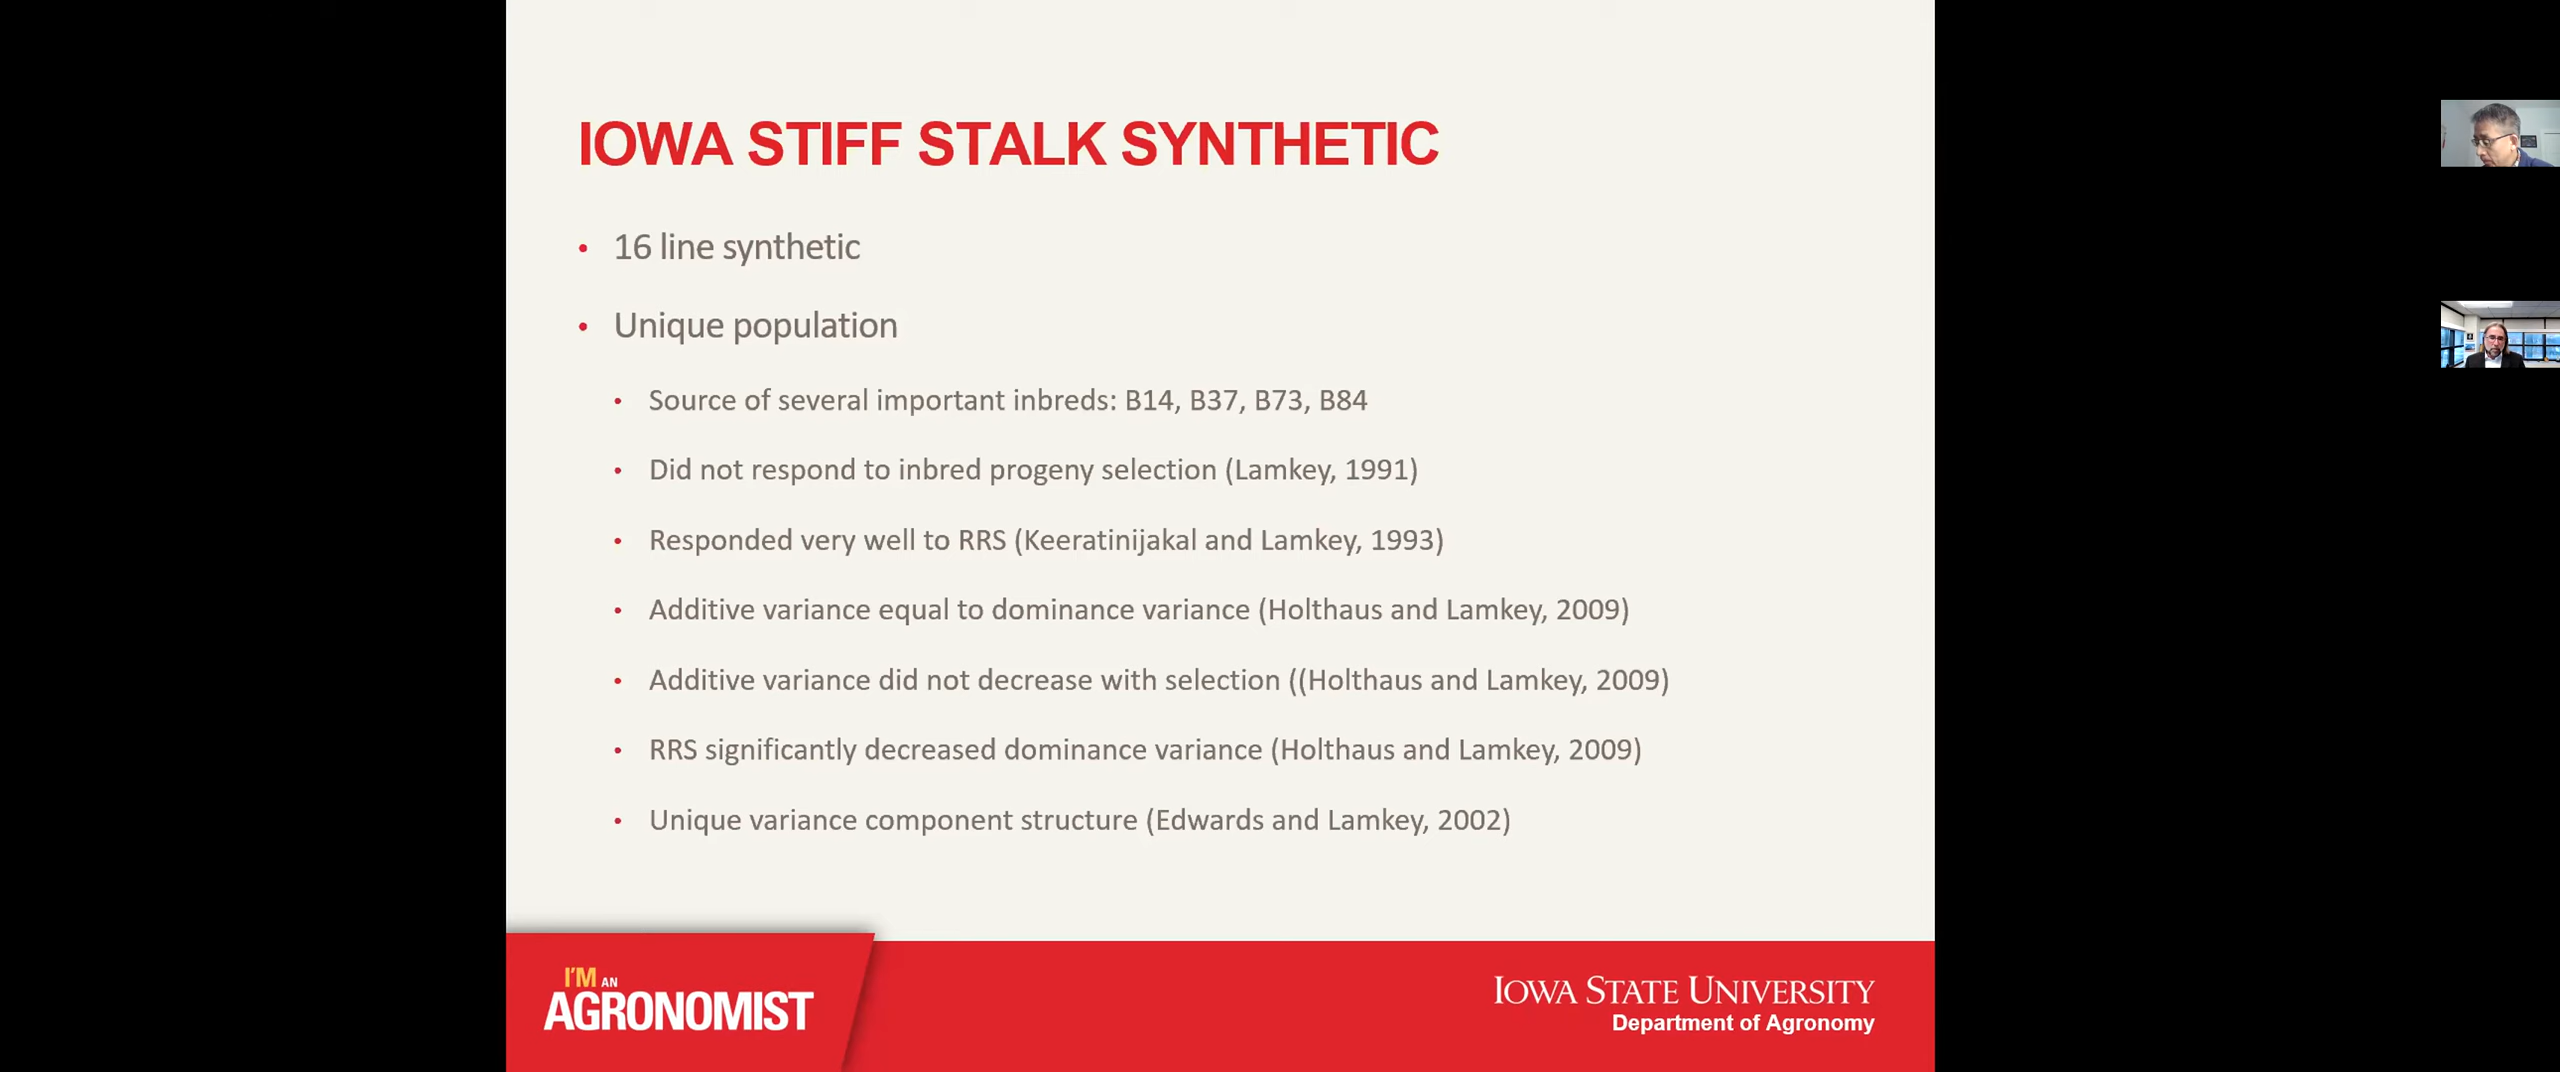 IOWA STIFF STALK SYNTHETIC
• 16 line synthetic
• Unique population
• Source of several important inbreds: B14, B37, B73, B84
• Did not respond to inbred progeny selection (Lamkey, 1991)
• Responded very well to RRS (Keeratinijakal and Lamkey, 1993)
• Additive variance equal to dominance variance (Holthaus and Lamkey, 2009)
• Additive variance did not decrease with selection ((Holthaus and Lamkey, 2009)
• RRS significantly decreased dominance variance (Holthaus and Lamkey, 2009)
• Unique variance component structure (Edwards and Lamkey, 2002)
I'M AN
AGRONOMIST
IOWA STATE UNIVERSITY
Department of Agronomy